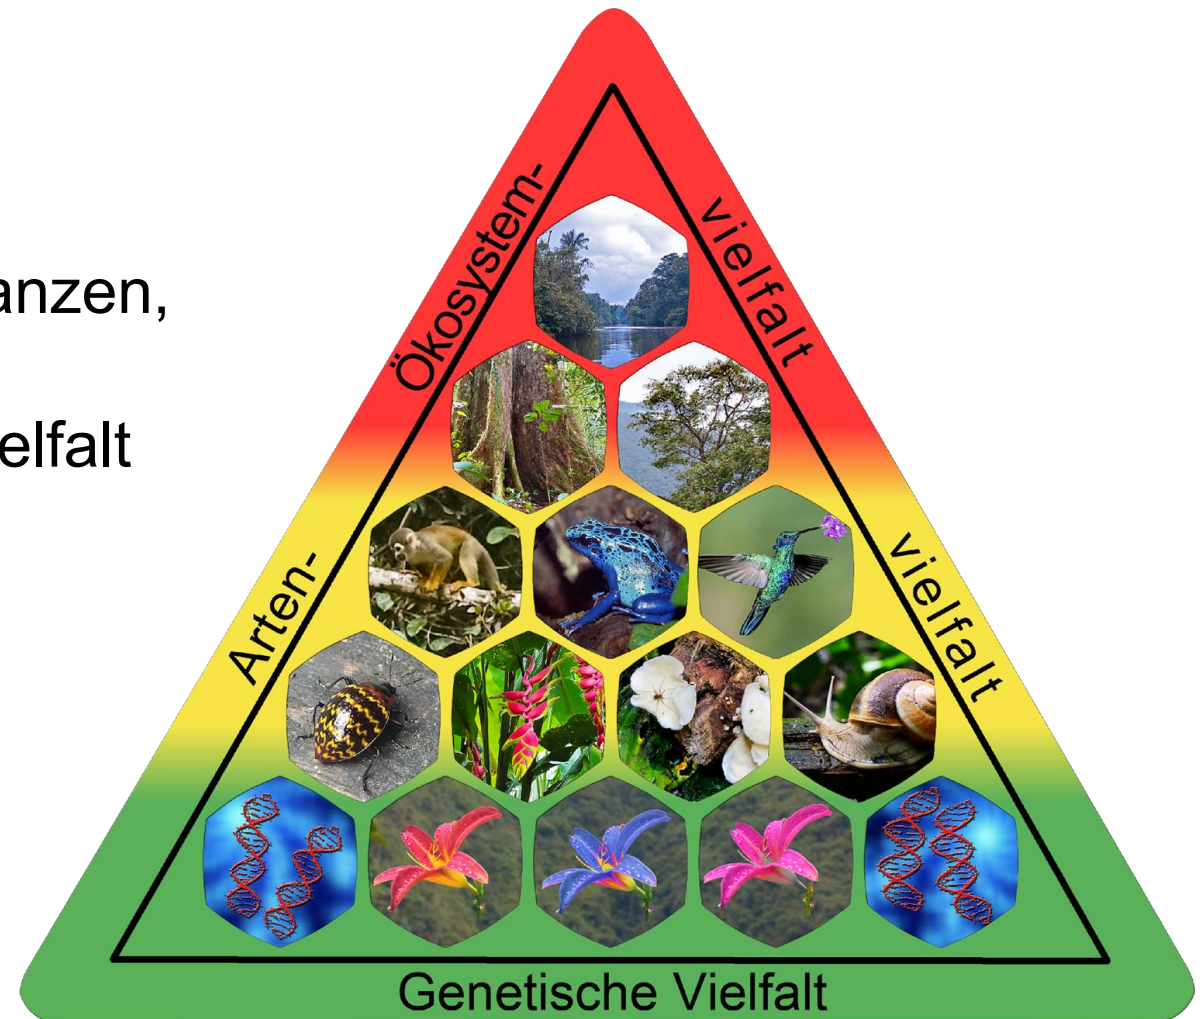 anzen,
elfalt
Ökosystem-
vielfalt
Arten-
vielfalt
Genetische Vielfalt